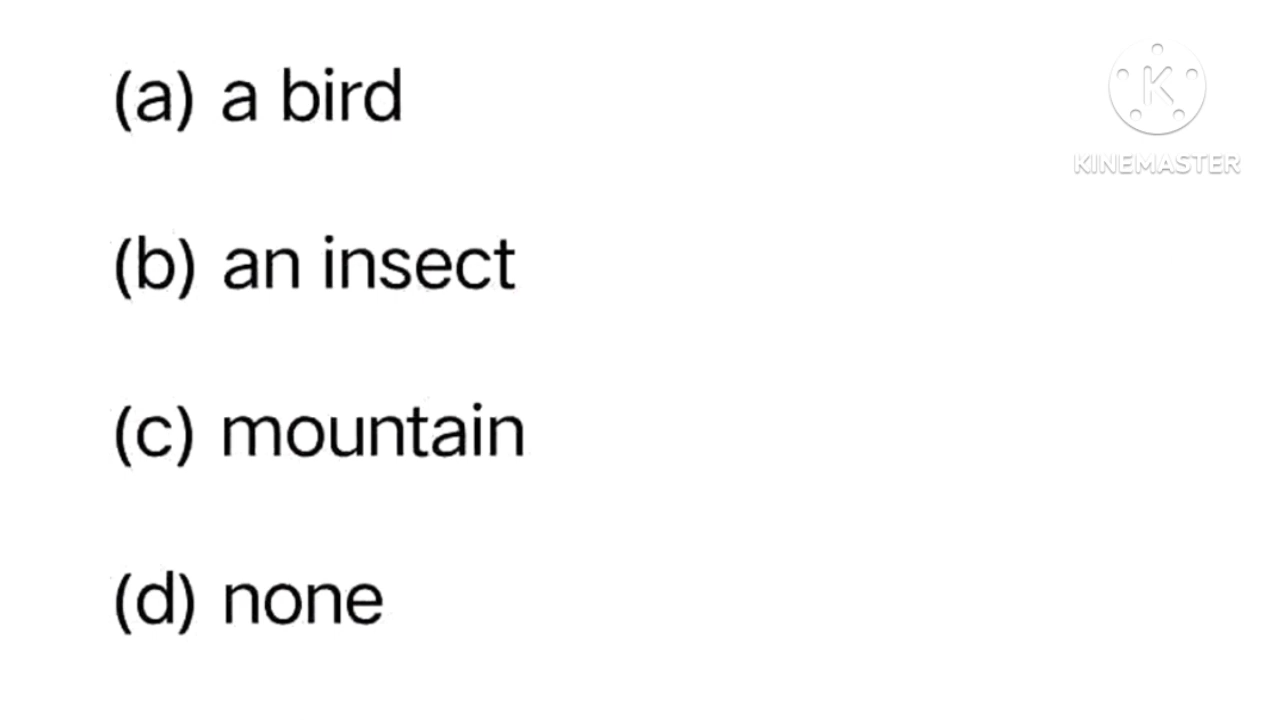 (a) a bird
K
KINEMASTER
(b) an insect
(c) mountain
(d) none